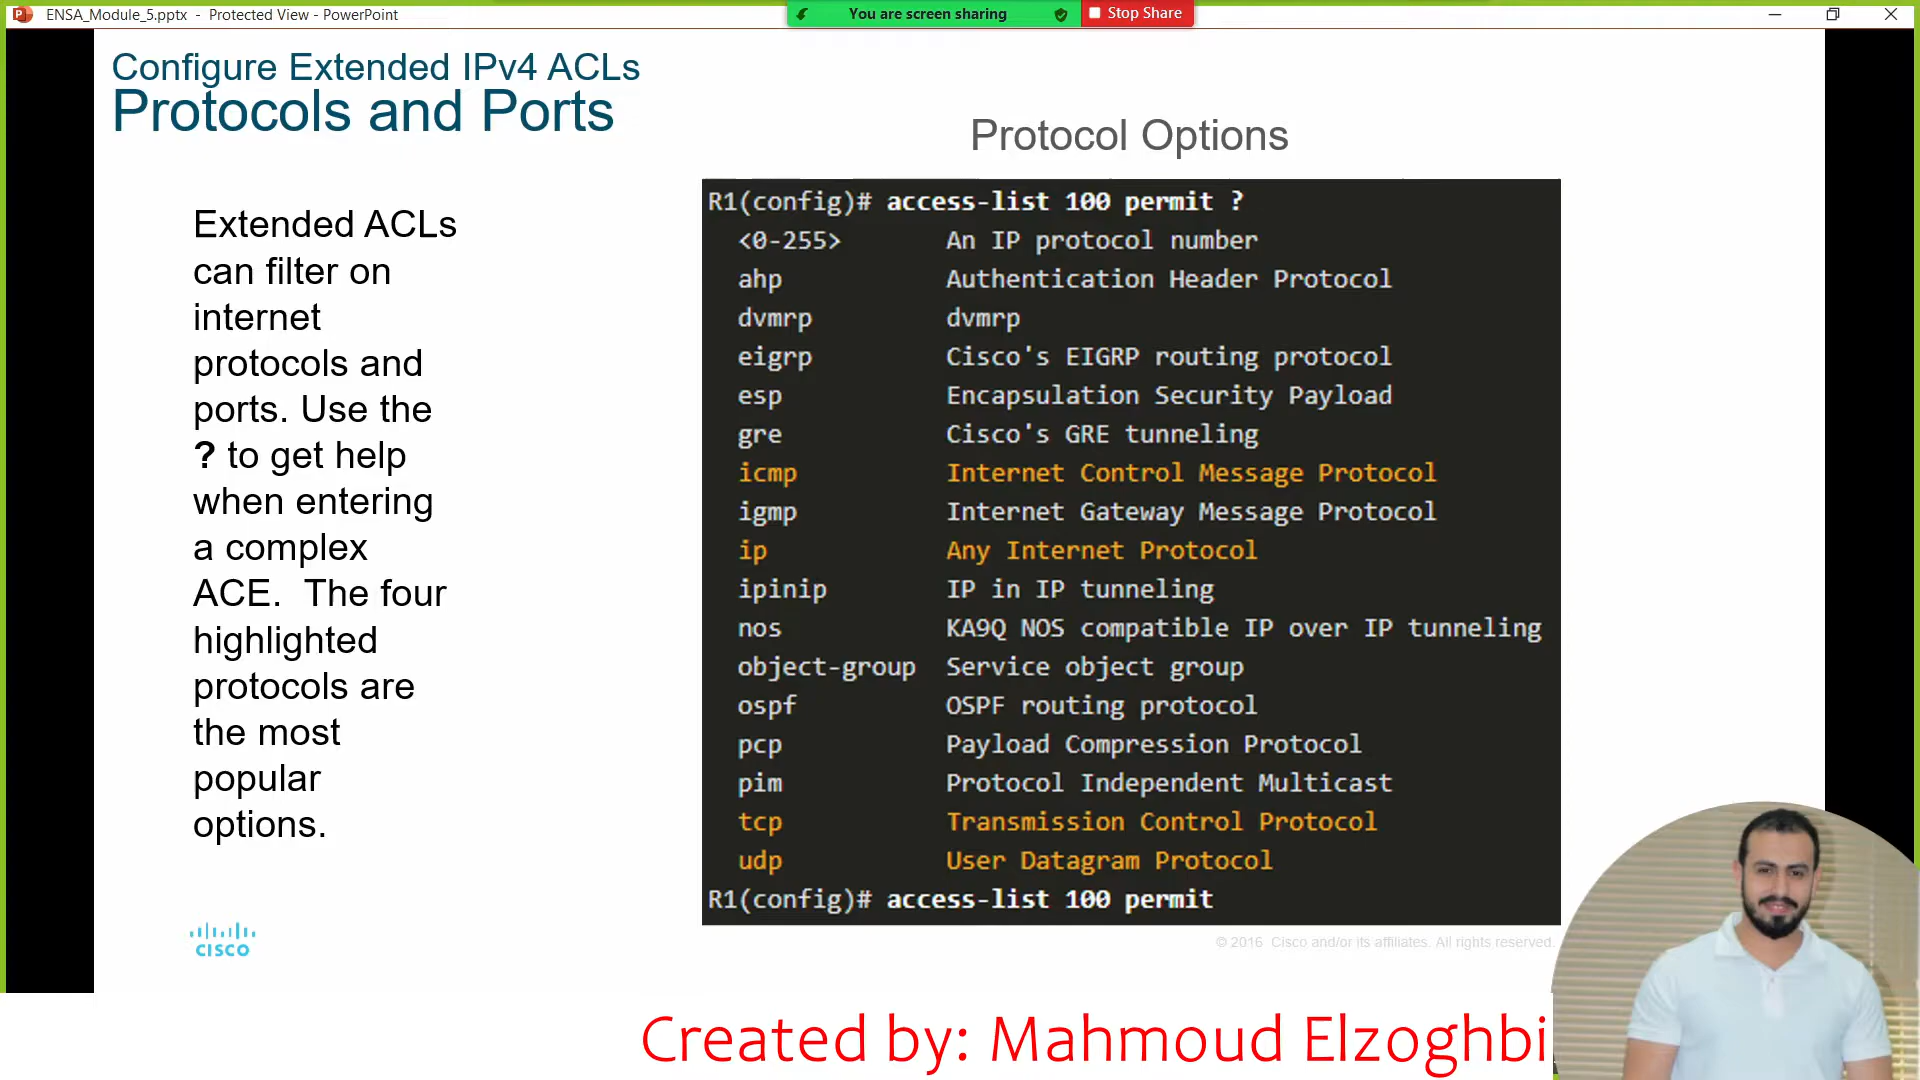 ENSA_Module_5.pptx - Protected View - PowerPoint
You are screen sharing
Stop Share
Configure Extended IPv4 ACLs
Protocols and Ports
Protocol Options
Extended ACLs
can filter on
internet
protocols and
ports. Use the
? to get help
when entering
a complex
ACE. The four
highlighted
protocols are
the most
popular
options.
R1(config)# access-list 100 permit ?
<0-255> An IP protocol number
ahp Authentication Header Protocol
dvmrp dvmrp
eigrp Cisco's EIGRP routing protocol
esp Encapsulation Security Payload
gre Cisco's GRE tunneling
icmp Internet Control Message Protocol
igmp Internet Gateway Message Protocol
ip Any Internet Protocol
ipinip IP in IP tunneling
nos KA9Q NOS compatible IP over IP tunneling
object-group Service object group
ospf OSPF routing protocol
pcp Payload Compression Protocol
pim Protocol Independent Multicast
tcp Transmission Control Protocol
udp User Datagram Protocol
R1(config)# access-list 100 permit
CISCO
© 2016 Cisco and/or its affiliates. All rights reserved.
Created by: Mahmoud Elzoghbi